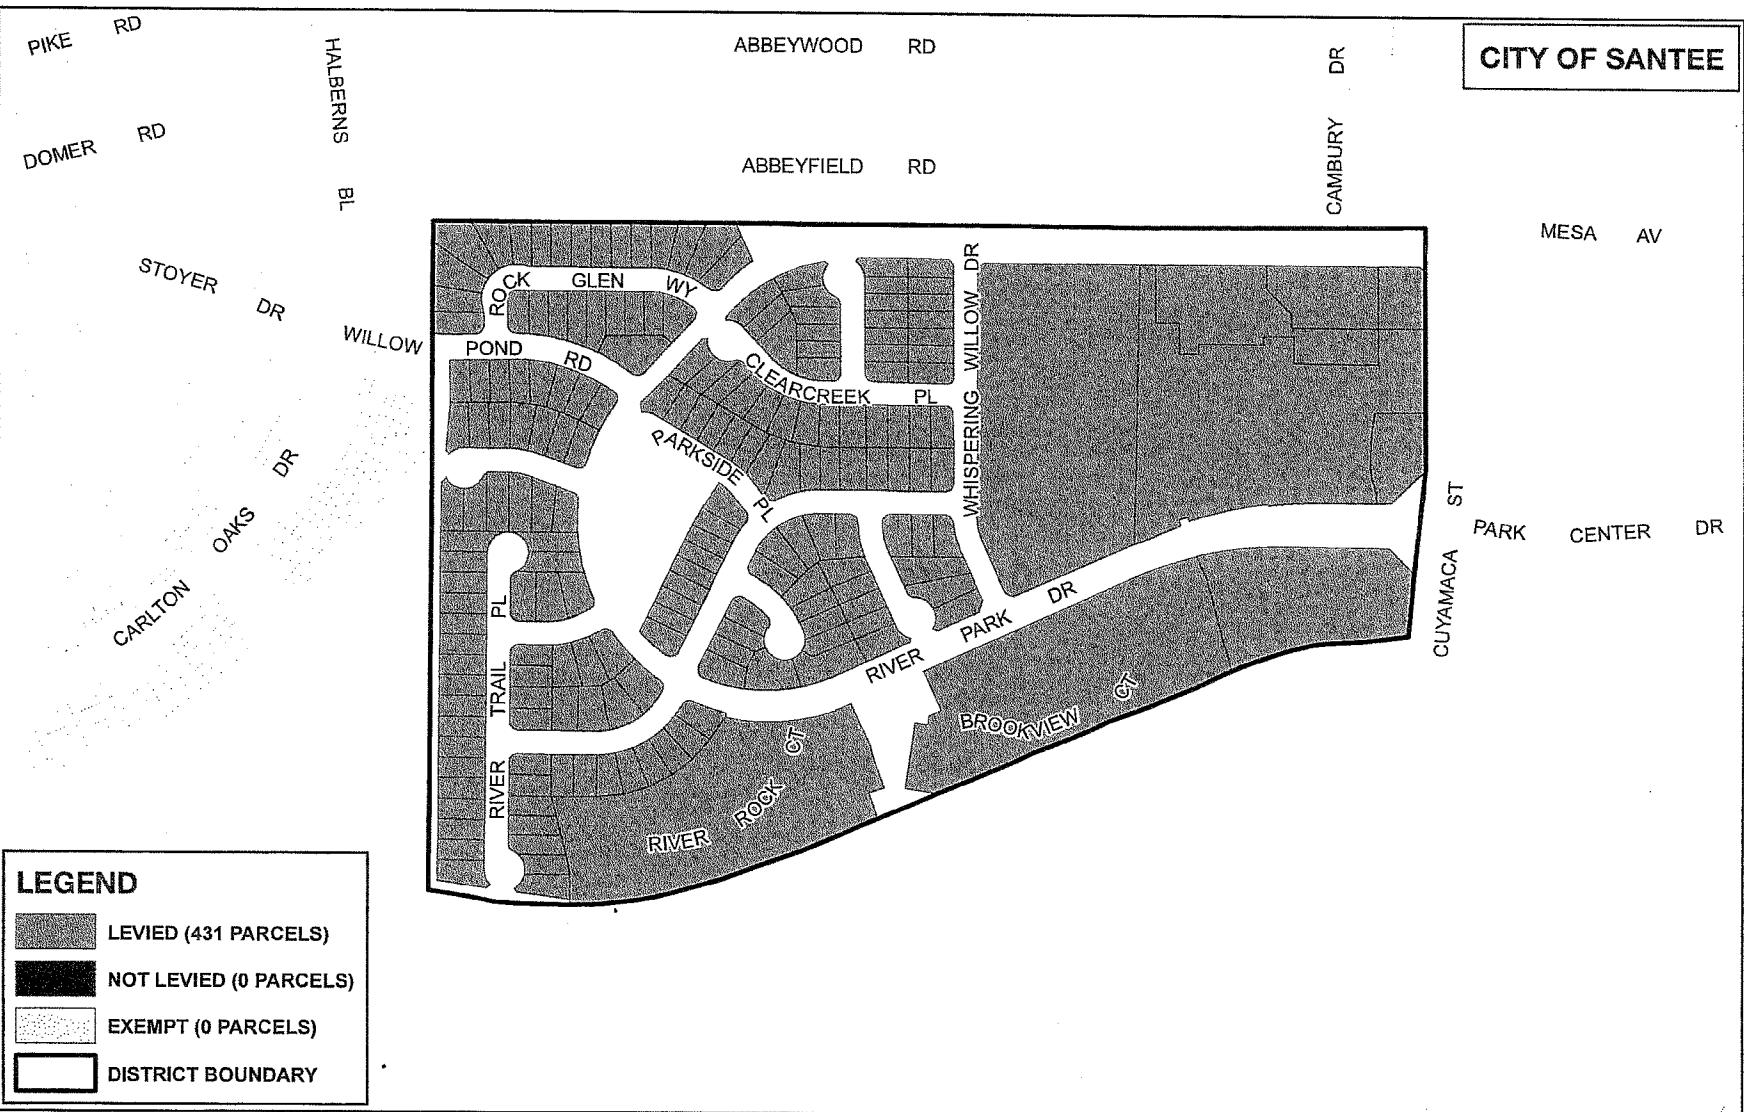 PIKE RD
ABBEYWOOD RD
CITY OF SANTEE
HALBERNS BL
CAMBURY DR
DOMER RD
ABBEYFIELD RD
MESA AV
STOYER DR
ROCK GLEN WY
WHISPERING WILLOW DR
WILLOW POND RD
CLEARCREEK PL
PARKSIDE PL
CARLTON OAKS DR
CUYAMACA ST
PARK CENTER DR
RIVER TRAIL PL
RIVER PARK DR
BROOKVIEW CT
RIVER ROCK CT
LEGEND
LEVIED (431 PARCELS)
NOT LEVIED (0 PARCELS)
EXEMPT (0 PARCELS)
DISTRICT BOUNDARY